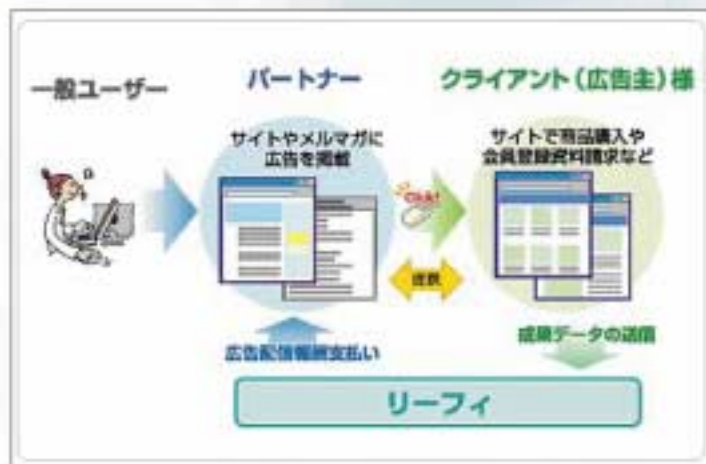 一般ユーザー
パートナー
クライアント(広告主)様
サイトやメルマガに
広告を掲載
サイトで商品購入や
会員登録資料請求など
Click!
提携
広告配信報酬支払い
成果データの送信
リーフィ